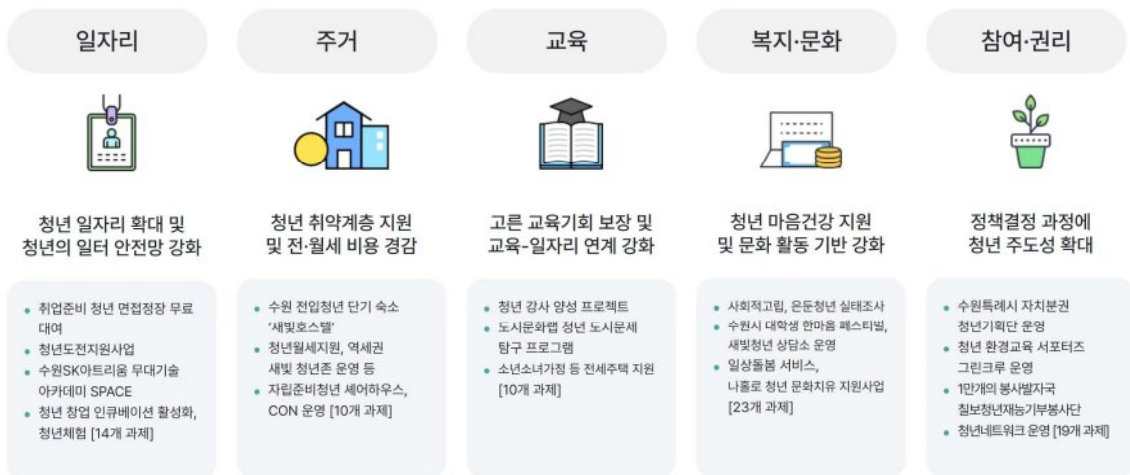 일자리
청년 일자리 확대 및
청년의 일터 안전망 강화
• 취업준비 청년 면접정장 무료
대여
• 청년도전지원사업
• 수원SK아트리움 무대기술
아카데미 SPACE
• 청년 창업 인큐베이션 활성화,
청년체험 [14개 과제]
주거
청년 취약계층 지원
및 전·월세 비용 경감
• 수원 전입청년 단기 숙소
'새빛호스텔'
• 청년월세지원, 역세권
새빛 청년존 운영 등
• 자립준비청년 셰어하우스,
CON 운영 [10개 과제]
교육
고른 교육기회 보장 및
교육-일자리 연계 강화
• 청년 강사 양성 프로젝트
• 도시문화랩 청년 도시문제
탐구 프로그램
• 소년소녀가정 등 전세주택 지원
[10개 과제]
복지·문화
청년 마음건강 지원
및 문화 활동 기반 강화
• 사회적고립, 은둔청년 실태조사
• 수원시 대학생 한마음 페스티벌,
새빛청년 상담소 운영
• 일상돌봄 서비스,
나홀로 청년 문화치유 지원사업
[23개 과제]
참여·권리
정책결정 과정에
청년 주도성 확대
• 수원특례시 자치분권
청년기획단 운영
• 청년 환경교육 서포터즈
그린크루 운영
• 1만개의 봉사발자국
칠보청년재능기부봉사단
• 청년네트워크 운영 [19개 과제]